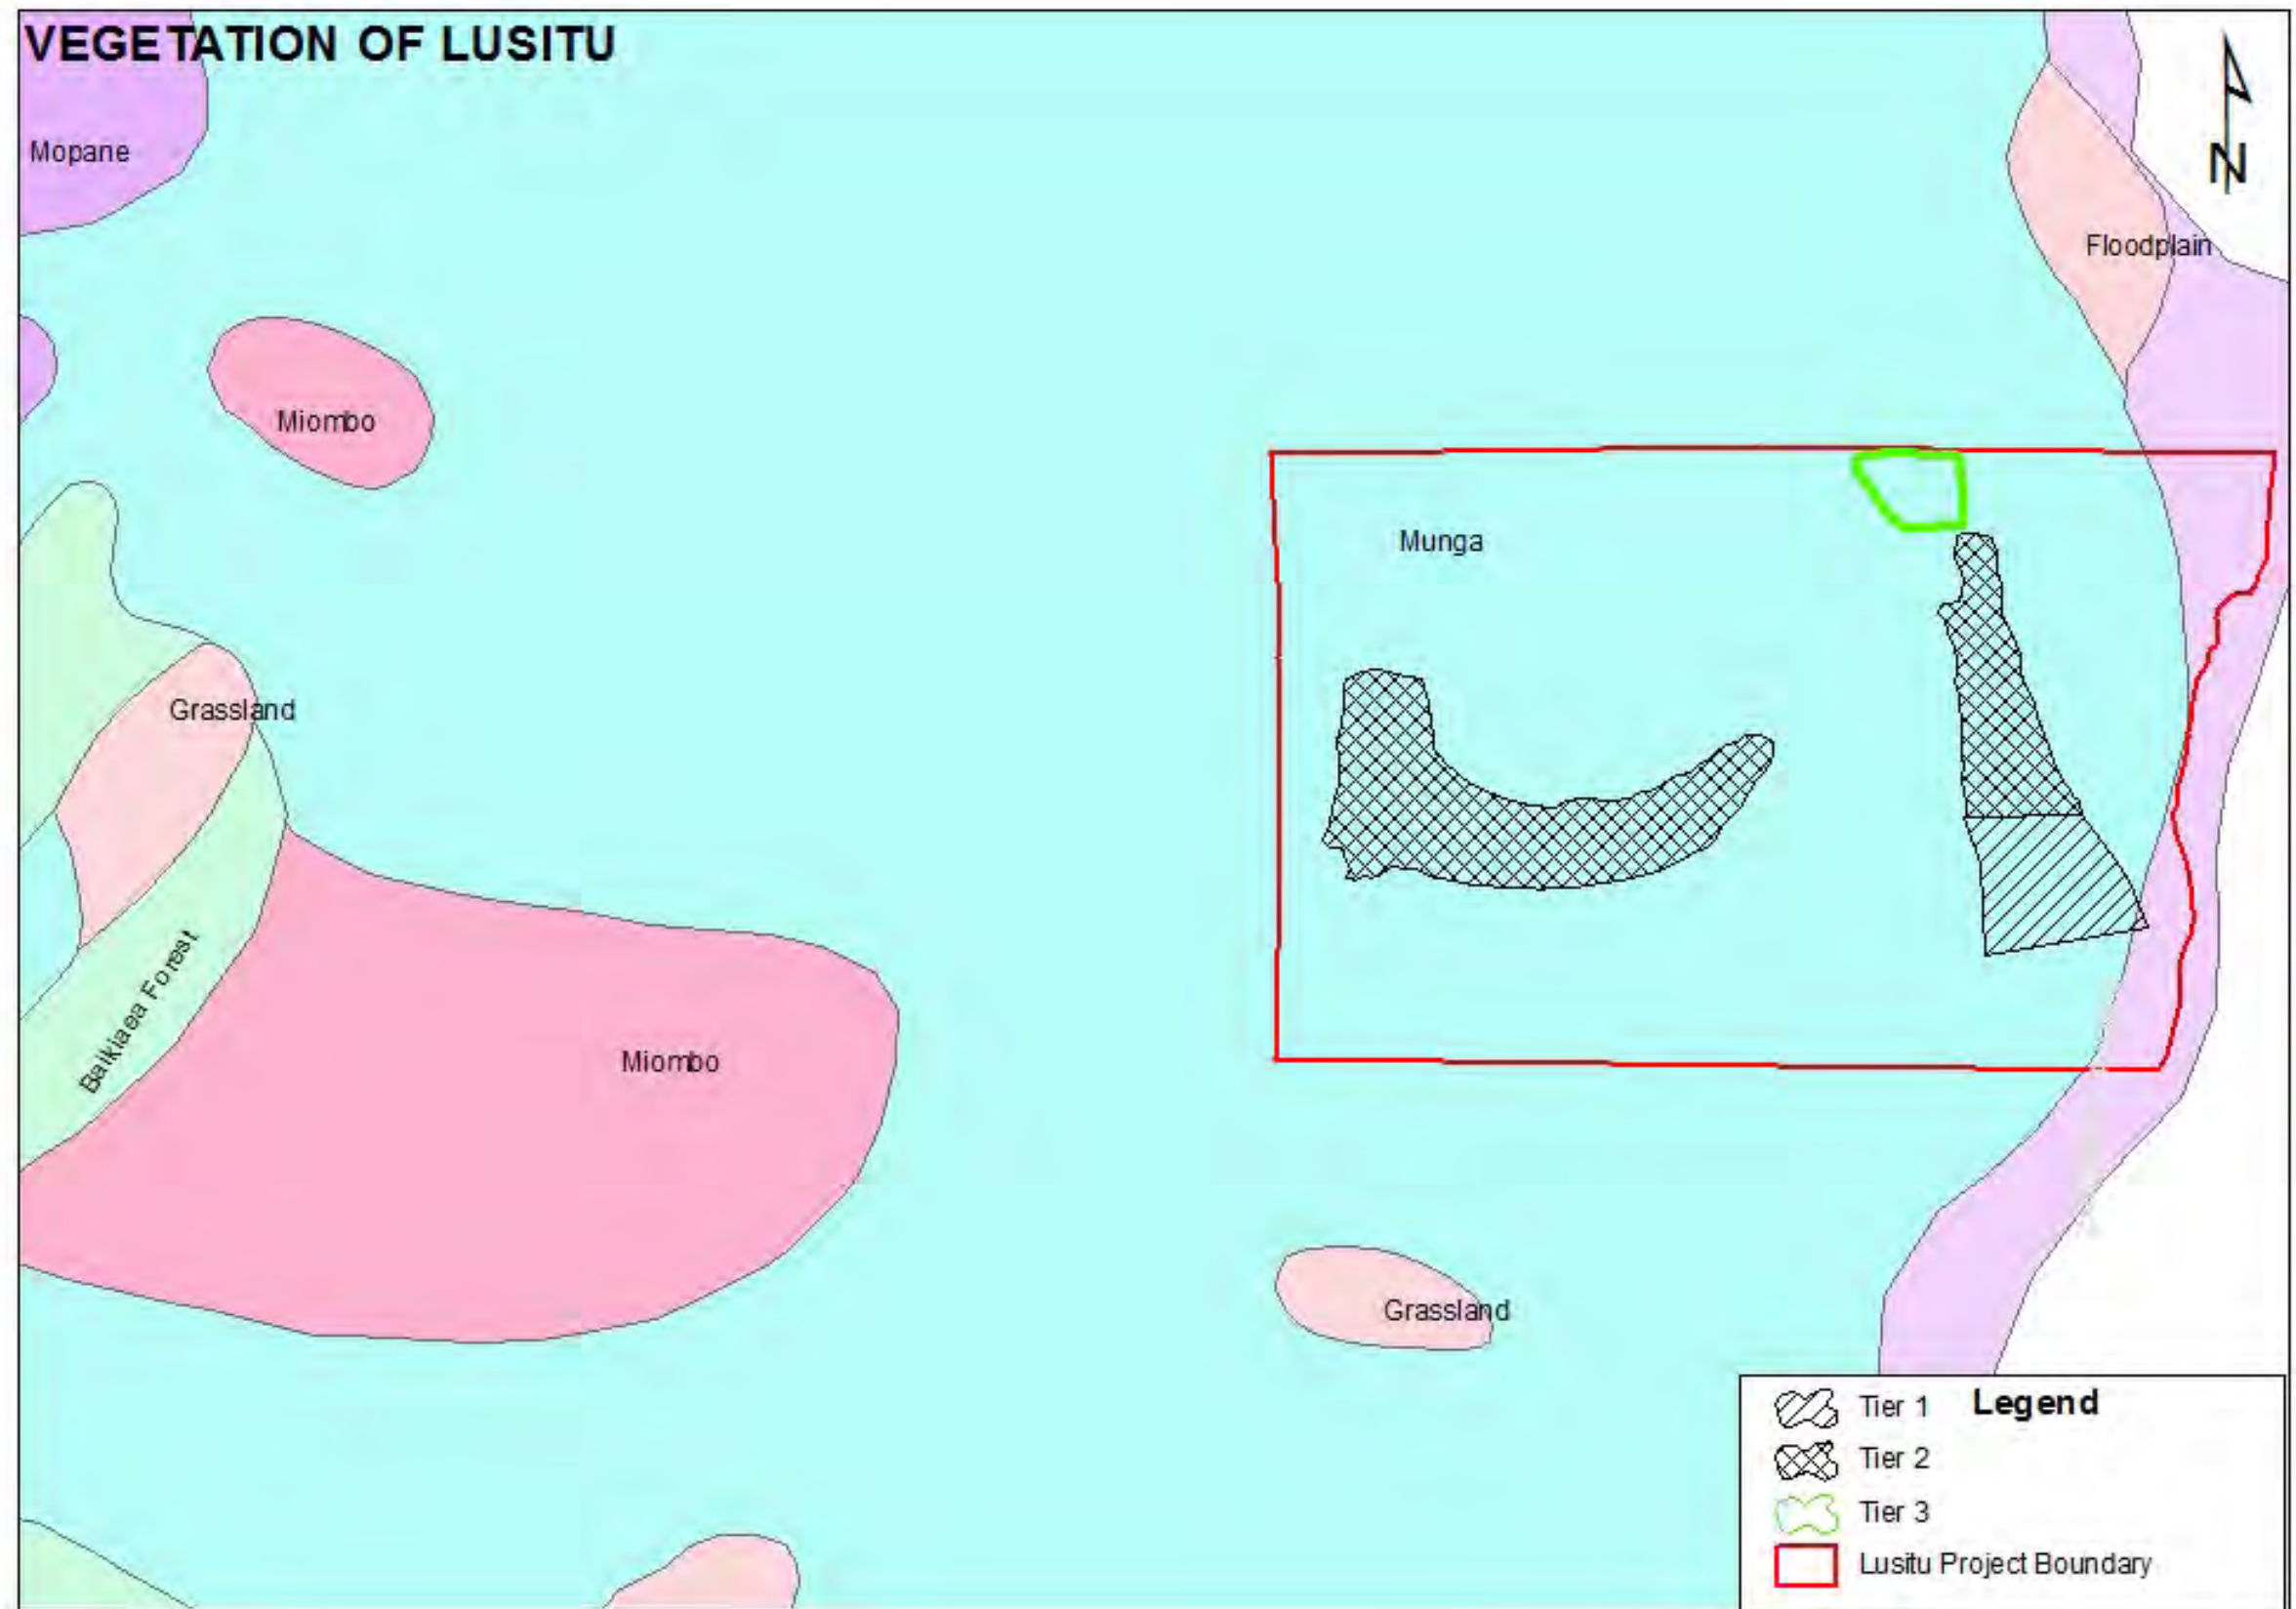 VEGETATION OF LUSITU
N
Mopane
Floodplain
Miombo
Munga
Grassland
Baikiaea Forest
Miombo
Grassland
Legend
Tier 1
Tier 2
Tier 3
Lusitu Project Boundary